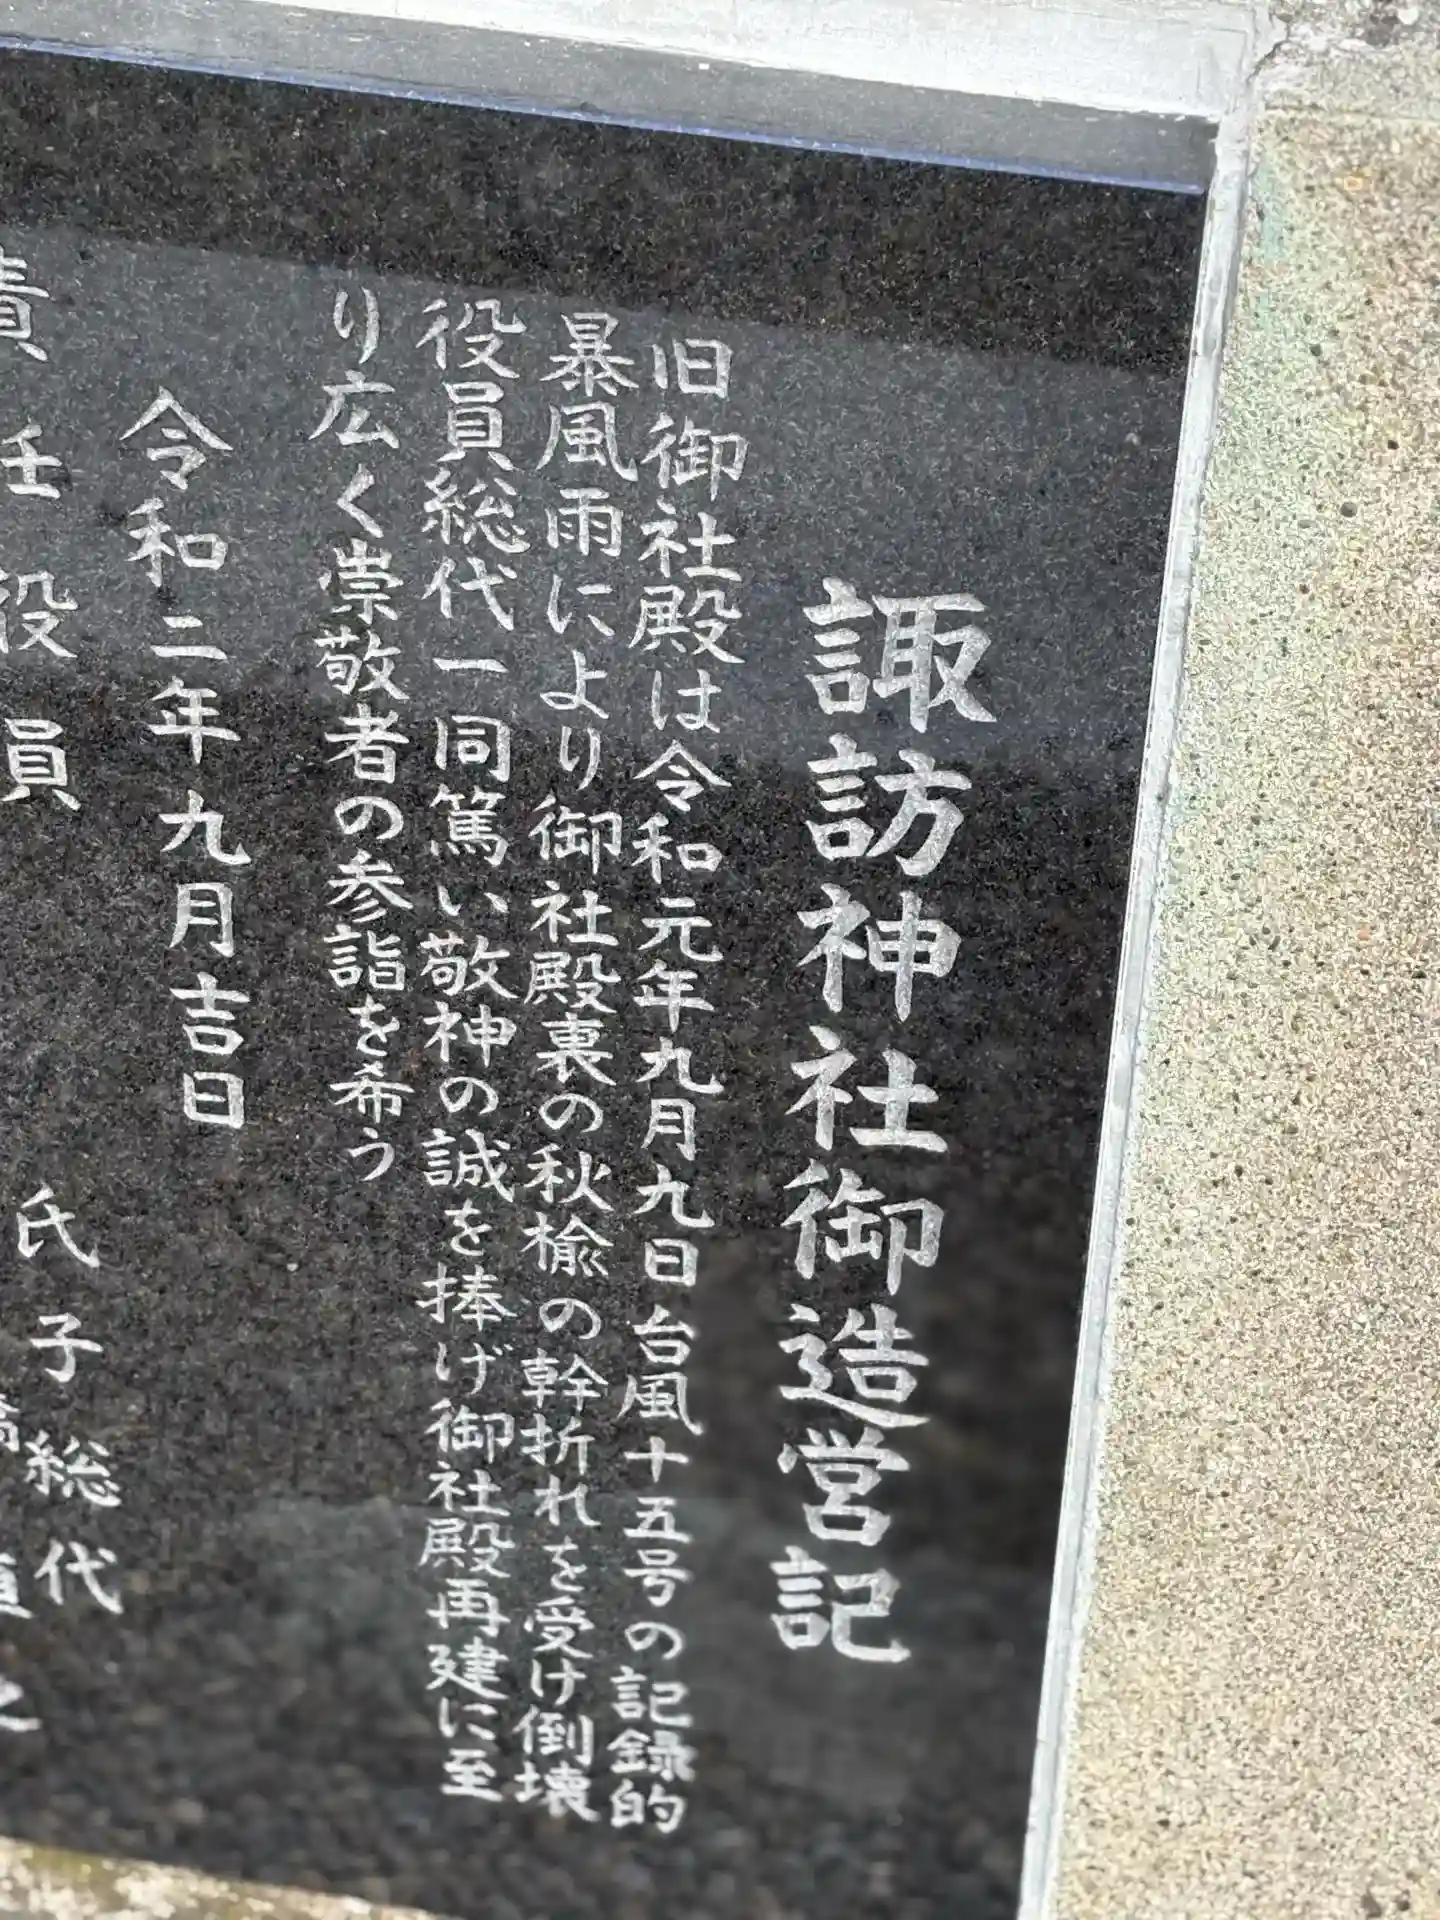 諏訪神社御造営記
旧御社殿は令和元年九月九日台風十五号の記録的
暴風雨により御社殿裏の秋楡の幹折れを受け倒壊
役員総代一同篤い敬神の誠を捧げ御社殿再建に至
り広く崇敬者の参詣を希う
令和二年九月吉日
氏子総代
責任役員